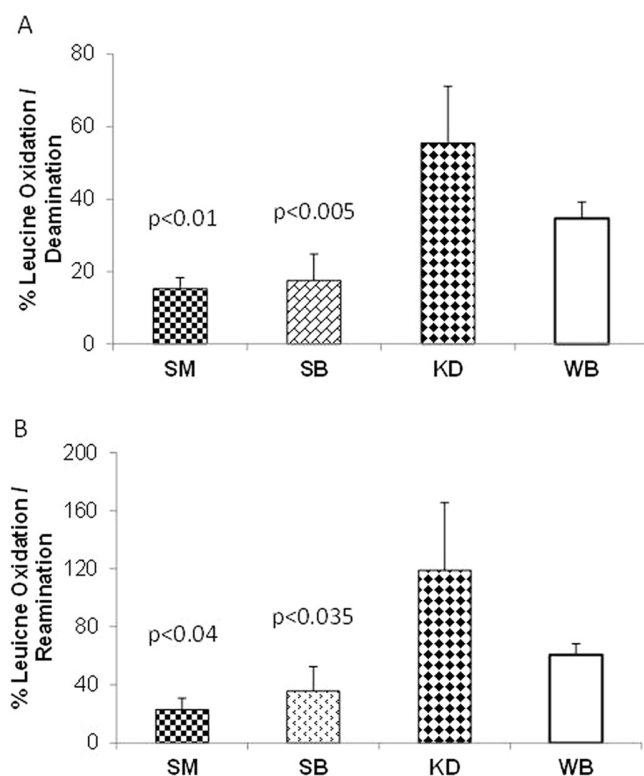 A
80
60
40
20
0
% Leucine Oxidation /
Deamination
p<0.01
p<0.005
SM
SB
KD
WB
B
200
160
120
80
40
0
% Leuicne Oxidation /
Reamination
p<0.04
p<0.035
SM
SB
KD
WB